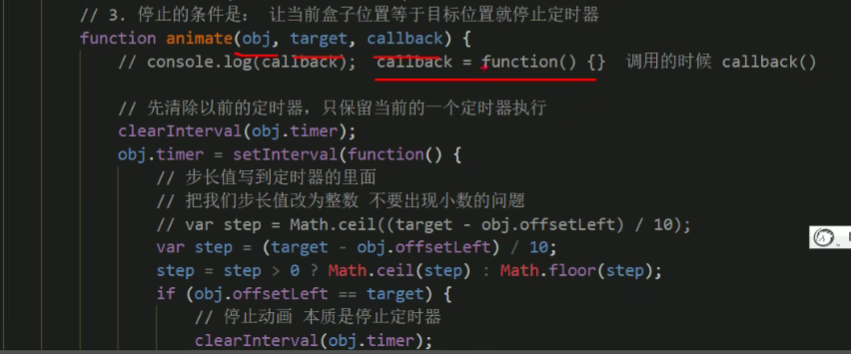 // 3. 停止的条件是： 让当前盒子位置等于目标位置就停止定时器
function animate(obj, target, callback) {
// console.log(callback);  callback = function() {}  调用的时候 callback()
// 先清除以前的定时器，只保留当前的一个定时器执行
clearInterval(obj.timer);
obj.timer = setInterval(function() {
// 步长值写到定时器的里面
// 把我们步长值改为整数 不要出现小数的问题
// var step = Math.ceil((target - obj.offsetLeft) / 10);
var step = (target - obj.offsetLeft) / 10;
step = step > 0 ? Math.ceil(step) : Math.floor(step);
if (obj.offsetLeft == target) {
// 停止动画 本质是停止定时器
clearInterval(obj.timer);